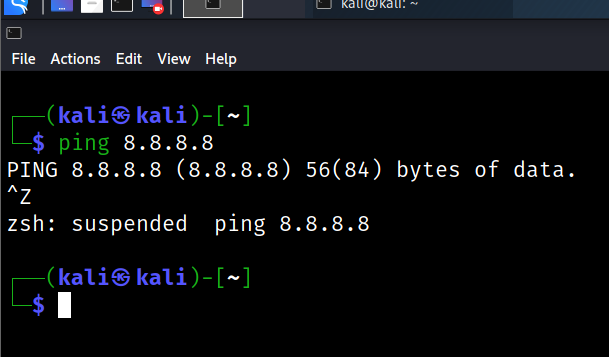 kali@kali: ~
File Actions Edit View Help
┌──(kali㉿kali)-[~]
└─$ ping 8.8.8.8
PING 8.8.8.8 (8.8.8.8) 56(84) bytes of data.
^Z
zsh: suspended  ping 8.8.8.8
┌──(kali㉿kali)-[~]
└─$